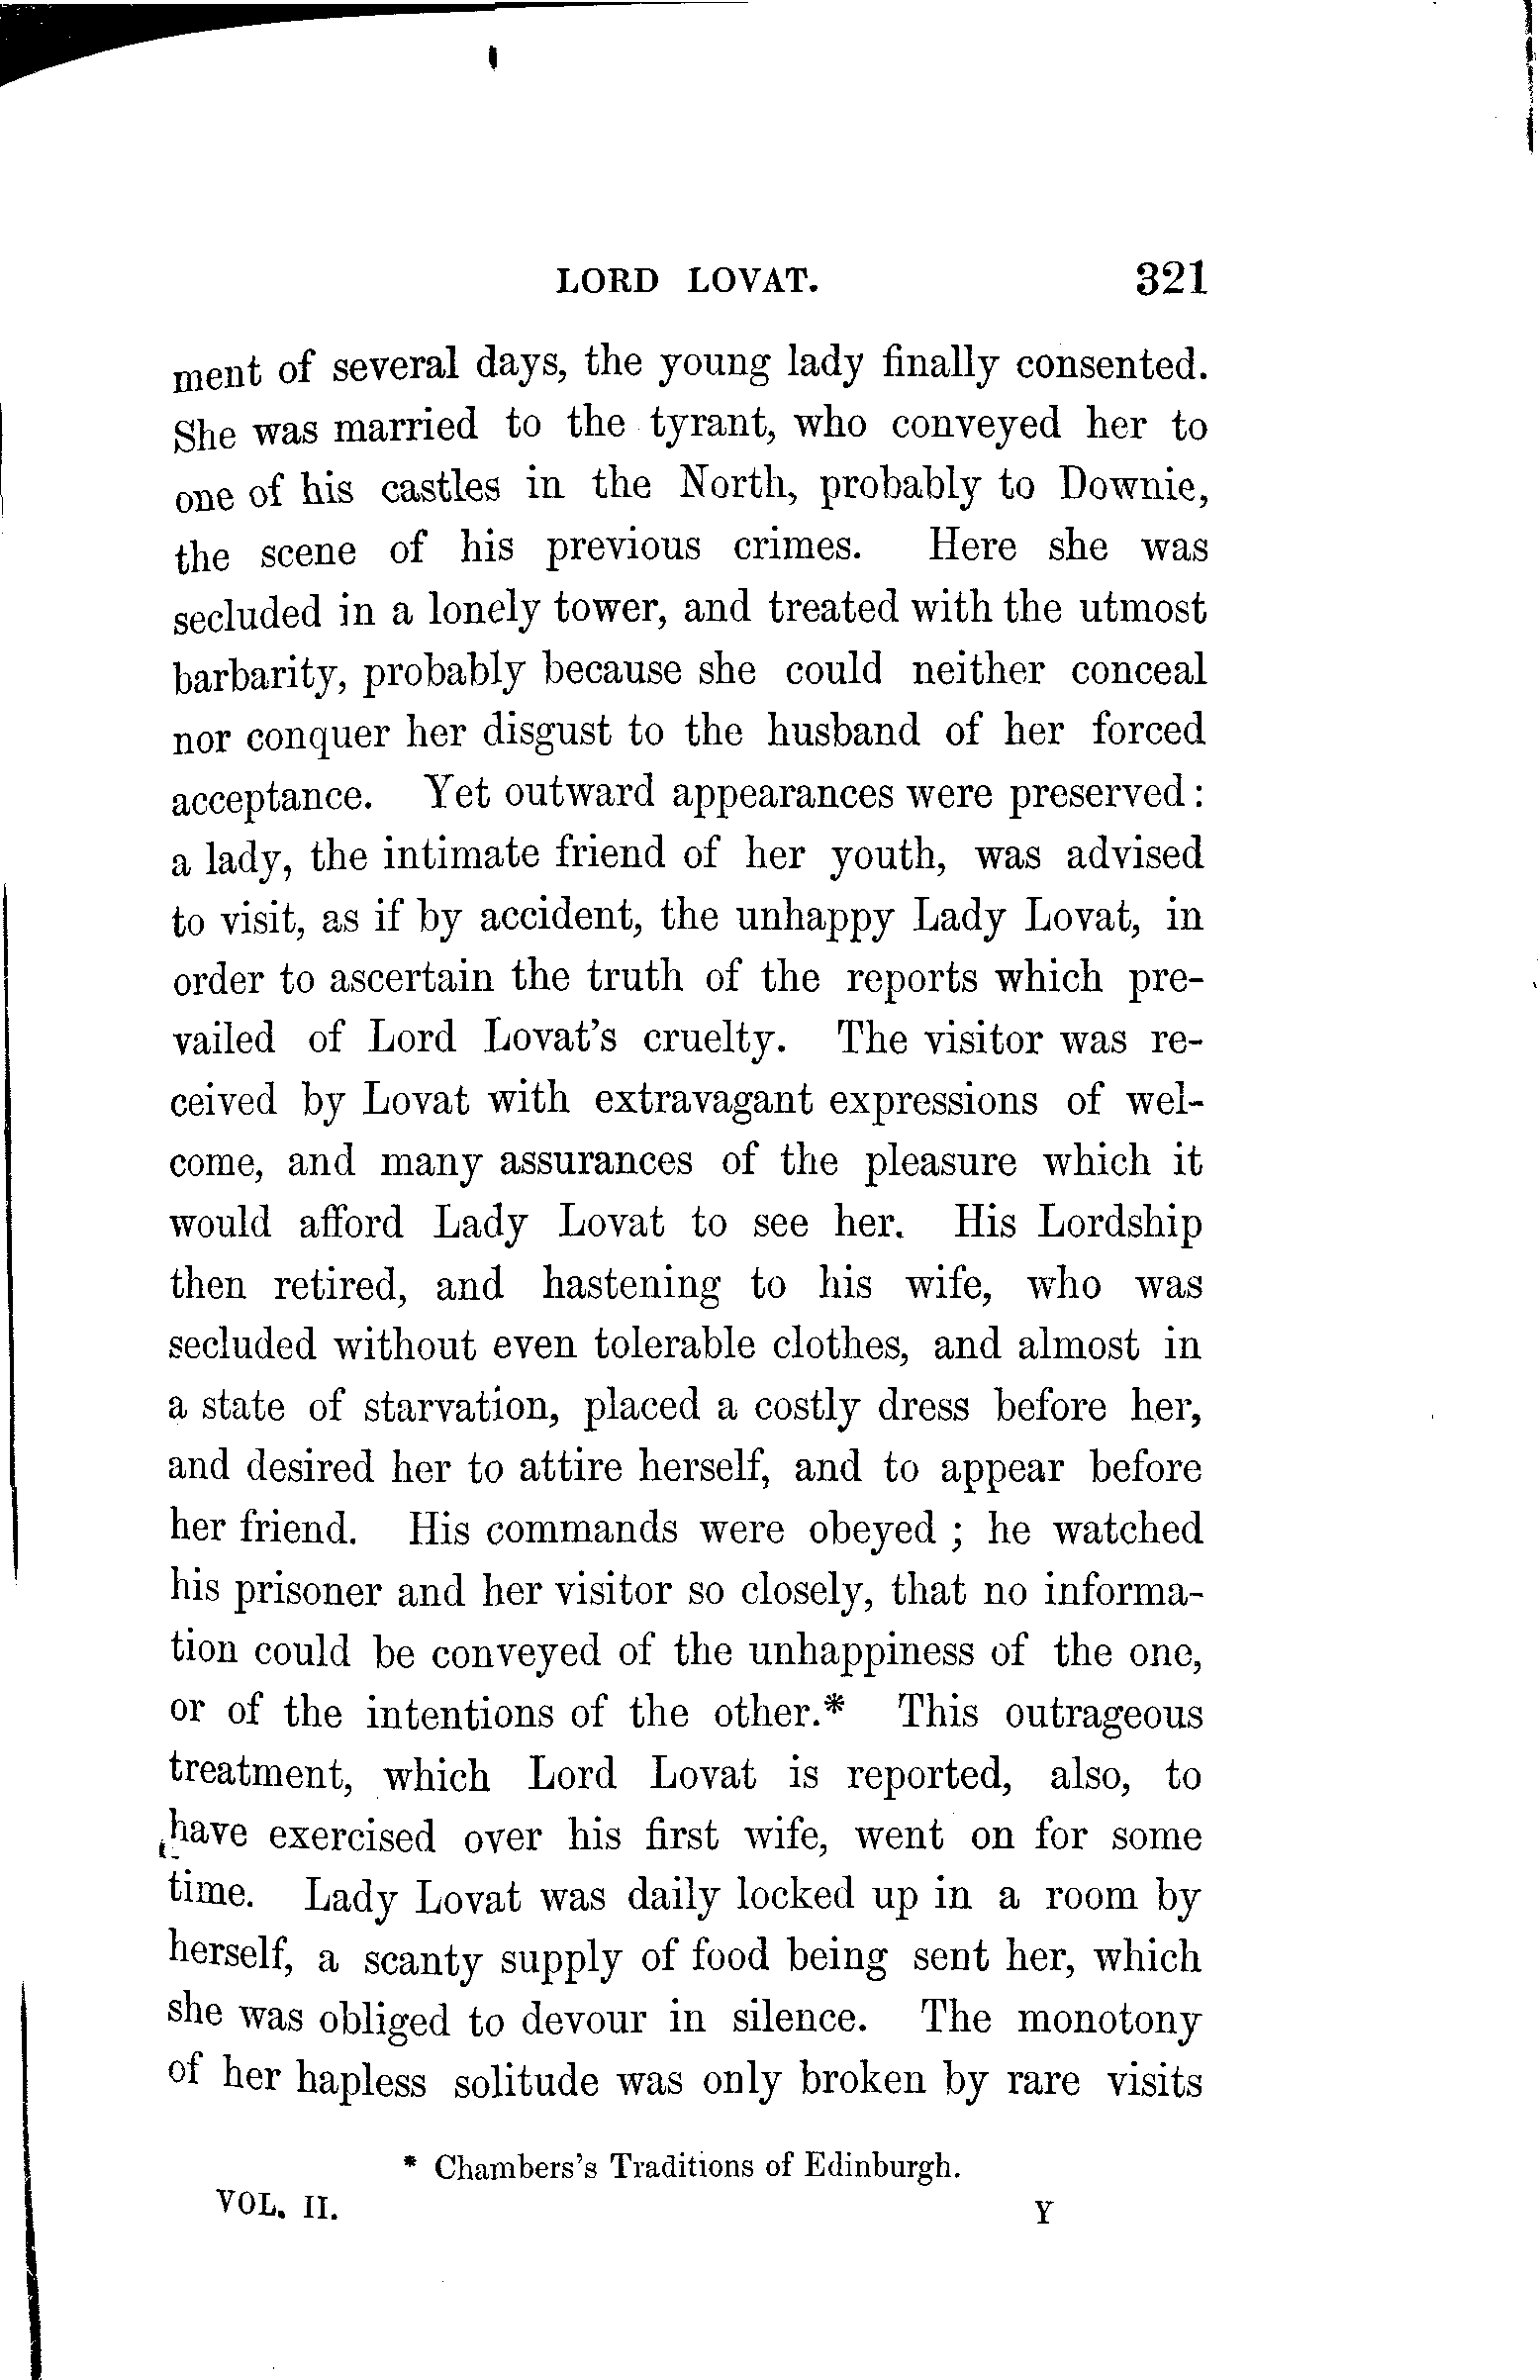 LORD LOVAT. 321
ment of several days, the young lady finally consented.
She was married to the tyrant, who conveyed her to
one of his castles in the North, probably to Downie,
the scene of his previous crimes. Here she was
secluded in a lonely tower, and treated with the utmost
barbarity, probably because she could neither conceal
nor conquer her disgust to the husband of her forced
acceptance. Yet outward appearances were preserved:
a lady, the intimate friend of her youth, was advised
to visit, as if by accident, the unhappy Lady Lovat, in
order to ascertain the truth of the reports which pre-
vailed of Lord Lovat's cruelty. The visitor was re-
ceived by Lovat with extravagant expressions of wel-
come, and many assurances of the pleasure which it
would afford Lady Lovat to see her. His Lordship
then retired, and hastening to his wife, who was
secluded without even tolerable clothes, and almost in
a state of starvation, placed a costly dress before her,
and desired her to attire herself, and to appear before
her friend. His commands were obeyed ; he watched
his prisoner and her visitor so closely, that no informa-
tion could be conveyed of the unhappiness of the one,
or of the intentions of the other.* This outrageous
treatment, which Lord Lovat is reported, also, to
have exercised over his first wife, went on for some
time. Lady Lovat was daily locked up in a room by
herself, a scanty supply of food being sent her, which
she was obliged to devour in silence. The monotony
of her hapless solitude was only broken by rare visits
* Chambers's Traditions of Edinburgh.
VOL. II. Y